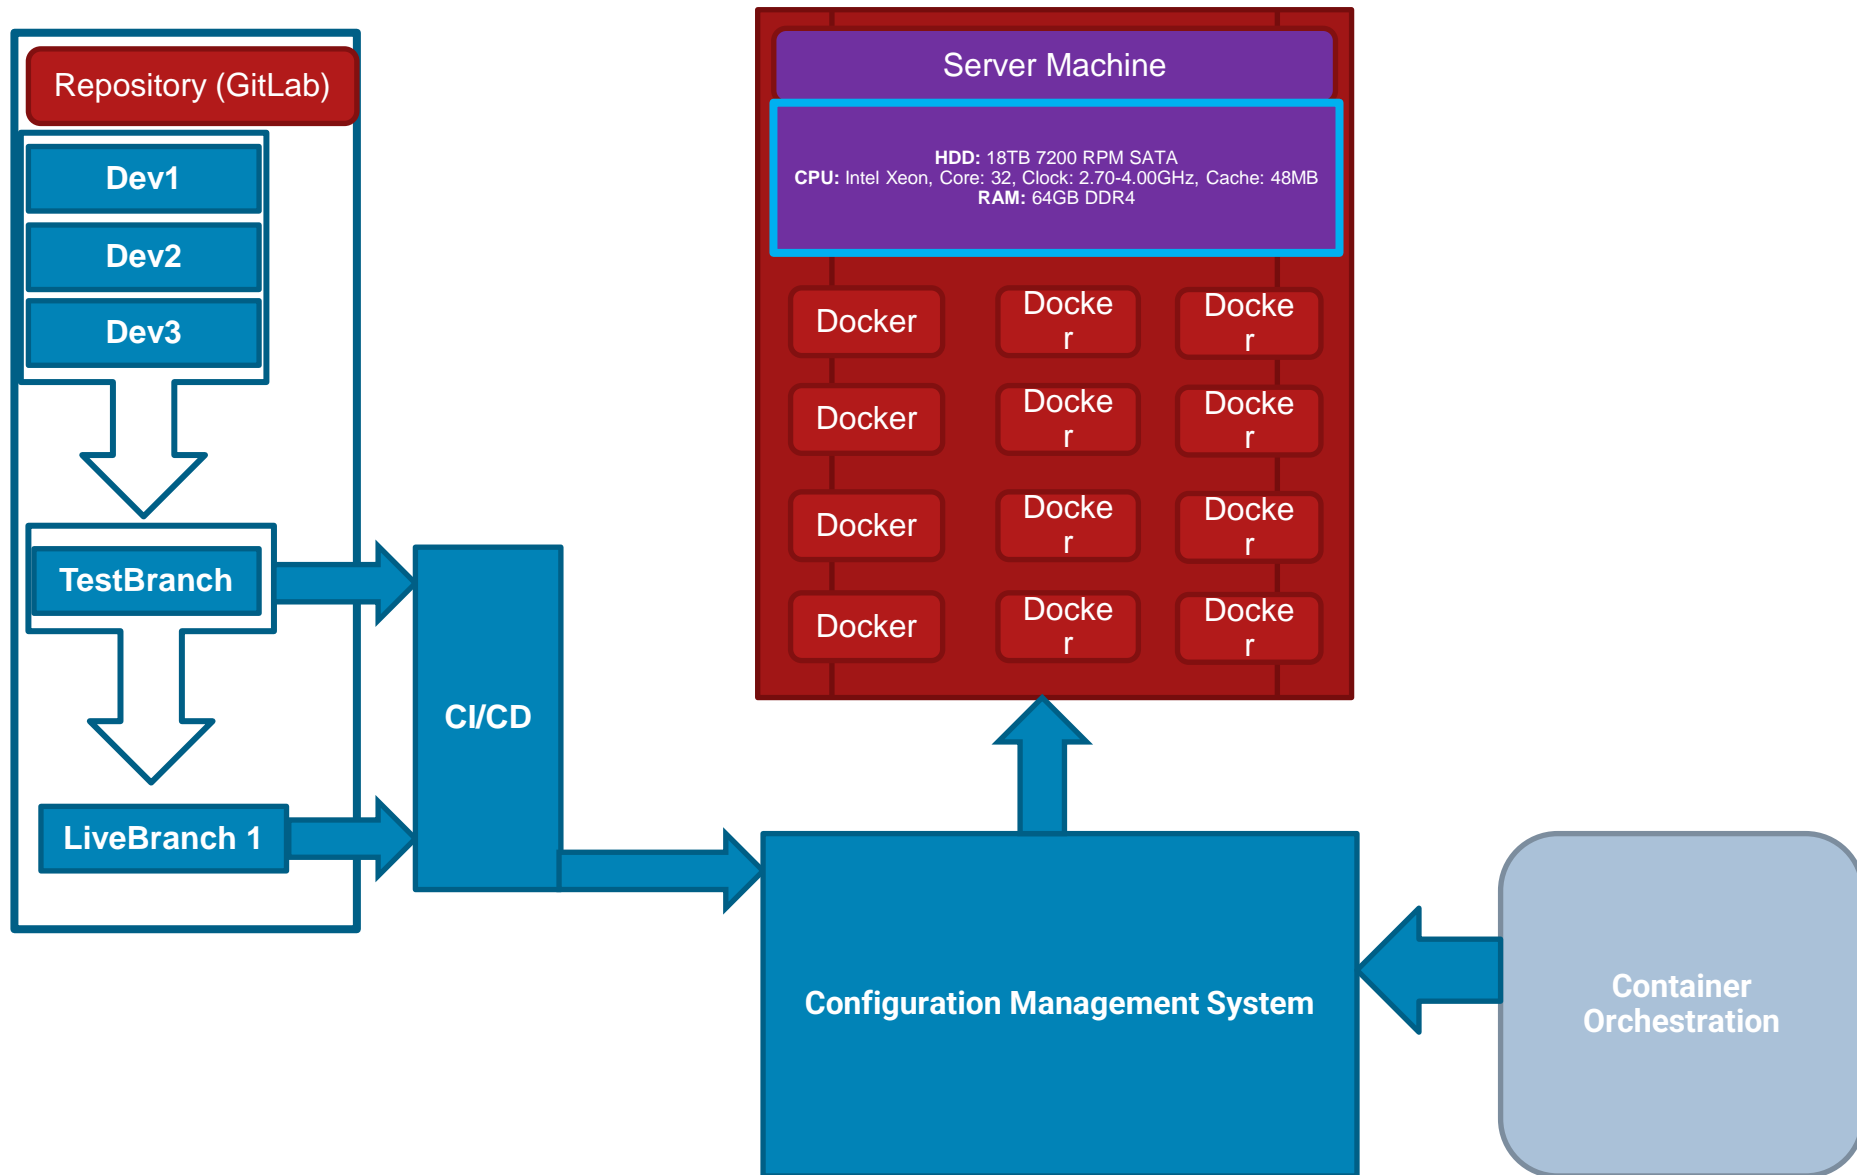 Repository (GitLab)
Dev1
Dev2
Dev3
TestBranch
LiveBranch 1
CI/CD
Server Machine
HDD: 18TB 7200 RPM SATA
CPU: Intel Xeon, Core: 32, Clock: 2.70-4.00GHz, Cache: 48MB
RAM: 64GB DDR4
Docker
Docke
r
Docke
r
Docker
Docke
r
Docke
r
Docker
Docke
r
Docke
r
Docker
Docke
r
Docke
r
Configuration Management System
Container
Orchestration